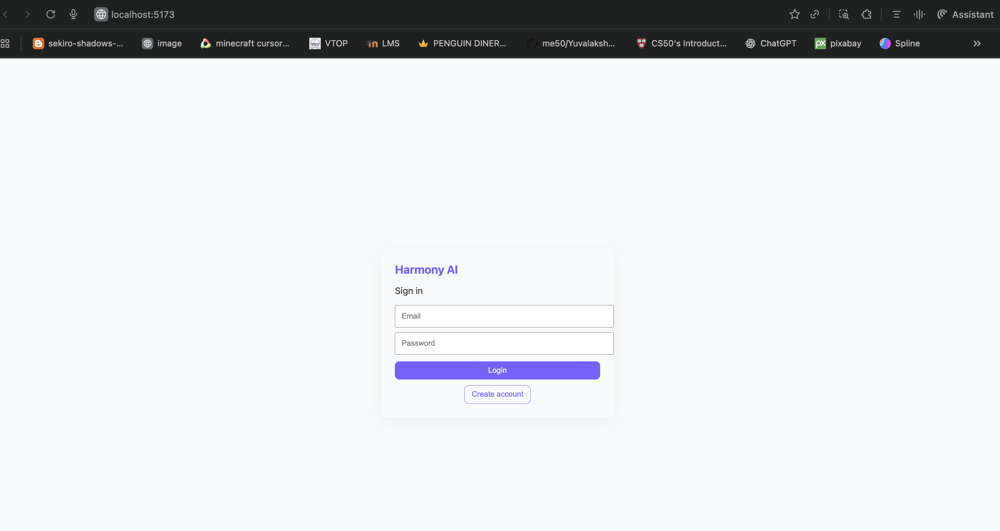 localhost:5173 Assistant
sekiro-shadows-... image minecraft cursor... VTOP LMS PENGUIN DINER... me50/Yuvalaksh... CS50's Introduct... ChatGPT px pixabay Spline
Harmony AI
Sign in
Email
Password
Login
Create account